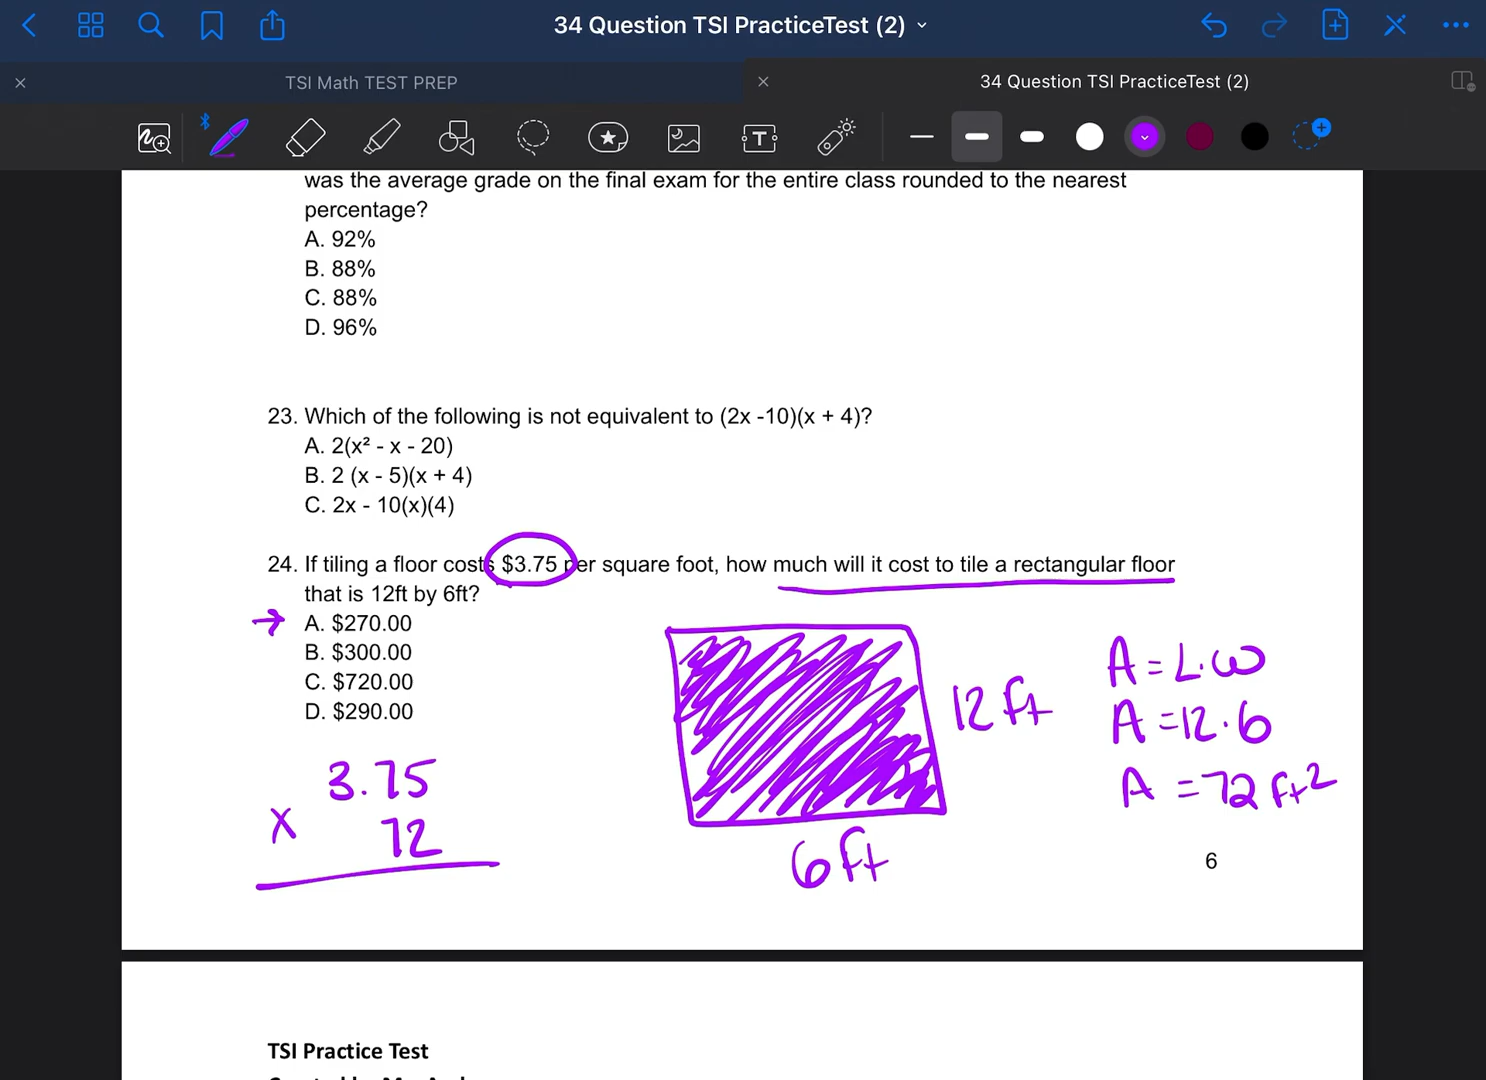 34 Question TSI PracticeTest (2)
TSI Math TEST PREP
34 Question TSI PracticeTest (2)
was the average grade on the final exam for the entire class rounded to the nearest
percentage?
A. 92%
B. 88%
C. 88%
D. 96%
23. Which of the following is not equivalent to (2x -10)(x + 4)?
A. 2(x² - x - 20)
B. 2 (x - 5)(x + 4)
C. 2x - 10(x)(4)
24. If tiling a floor costs $3.75 per square foot, how much will it cost to tile a rectangular floor
that is 12ft by 6ft?
A. $270.00
B. $300.00
C. $720.00
D. $290.00
3.75
x 72
12 ft
6 ft
A = L·W
A = 12·6
A = 72 ft²
6
TSI Practice Test